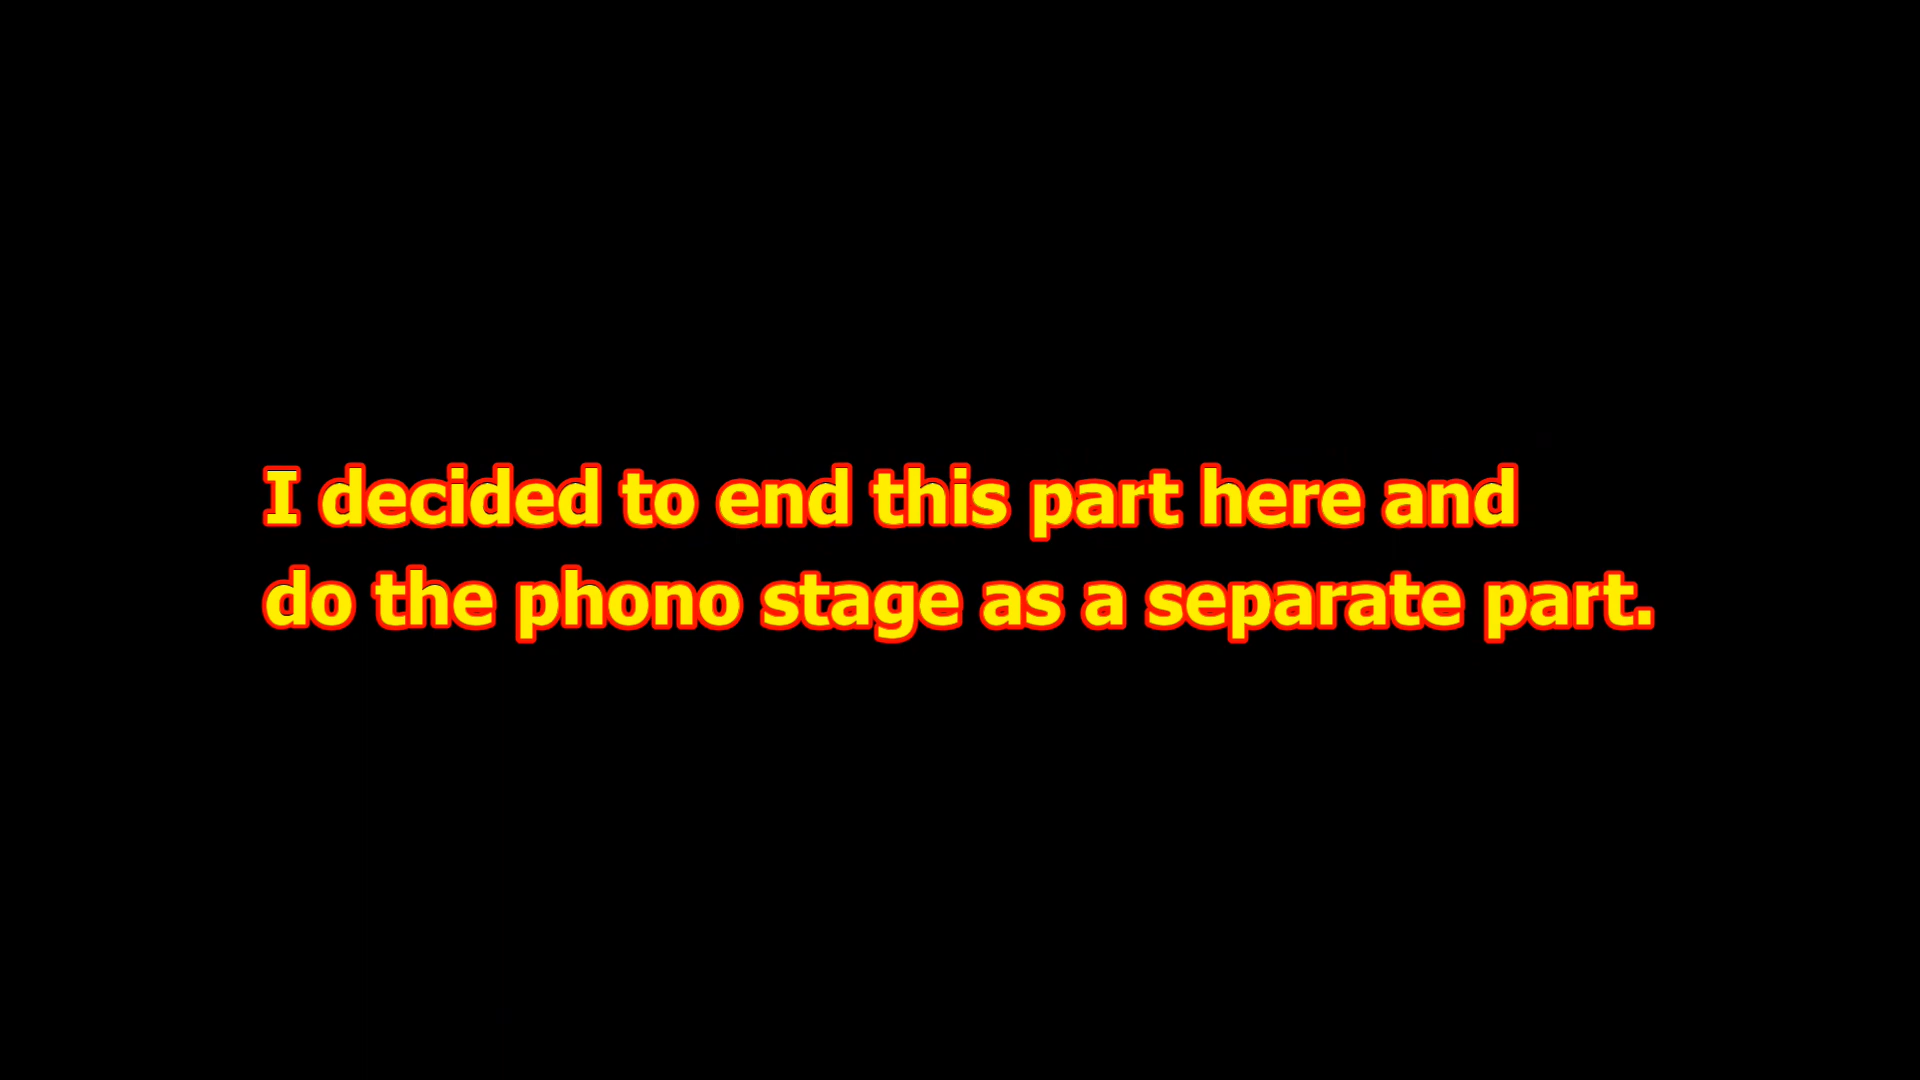 I decided to end this part here and
do the phono stage as a separate part.